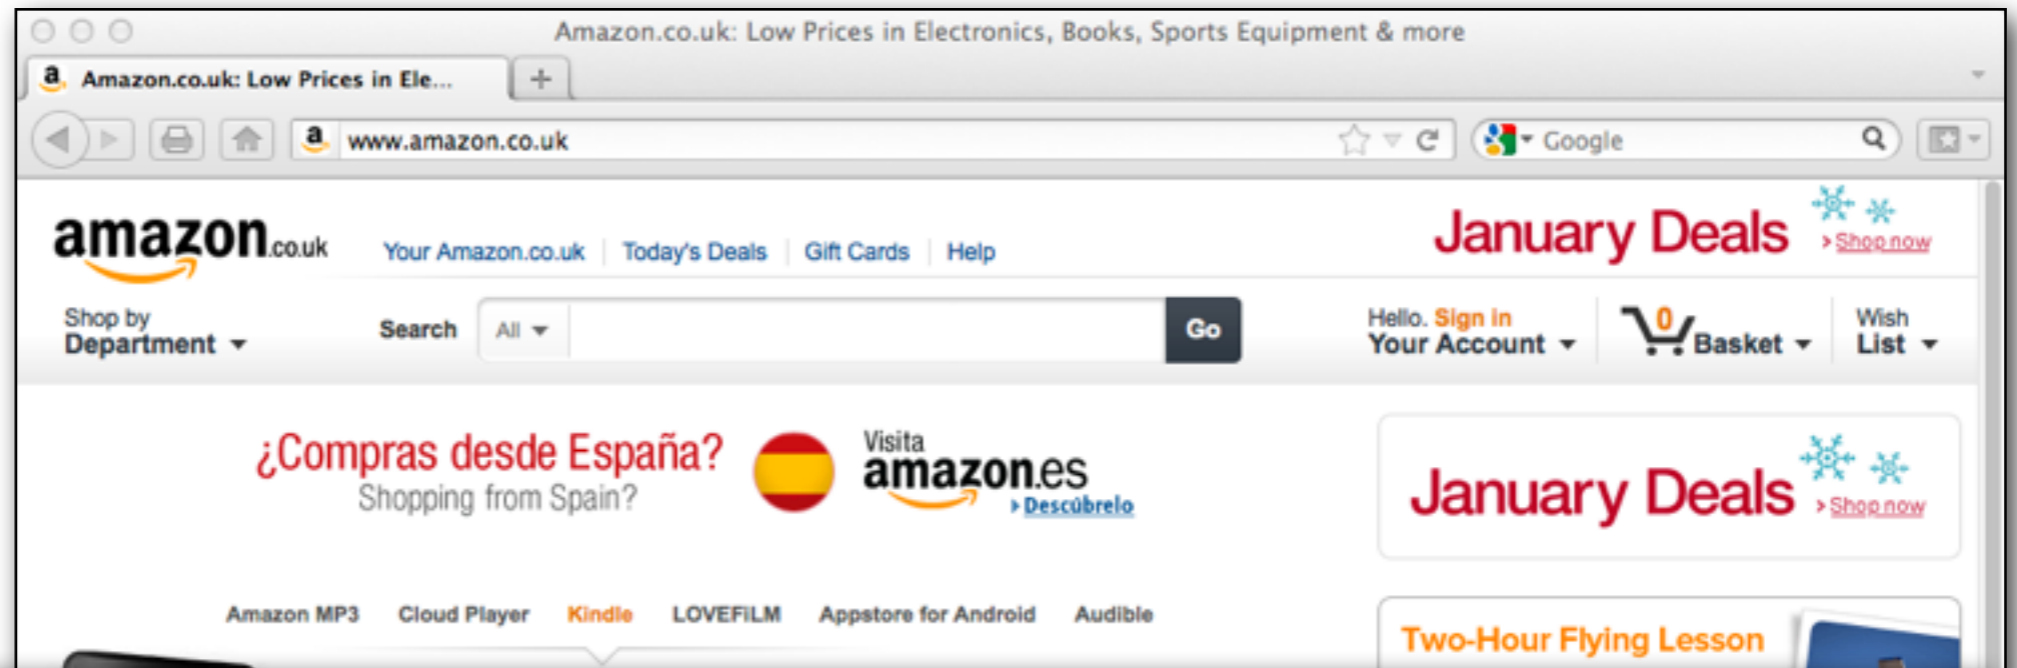 Amazon.co.uk: Low Prices in Electronics, Books, Sports Equipment & more
Amazon.co.uk: Low Prices in Ele...
www.amazon.co.uk
Google
amazon.co.uk
Your Amazon.co.uk
Today's Deals
Gift Cards
Help
January Deals
Shop now
Shop by
Department
Search
All
Go
Hello. Sign in
Your Account
0
Basket
Wish
List
¿Compras desde España?
Shopping from Spain?
Visita
amazon.es
Descúbrelo
January Deals
Shop now
Amazon MP3
Cloud Player
Kindle
LOVEFiLM
Appstore for Android
Audible
Two-Hour Flying Lesson